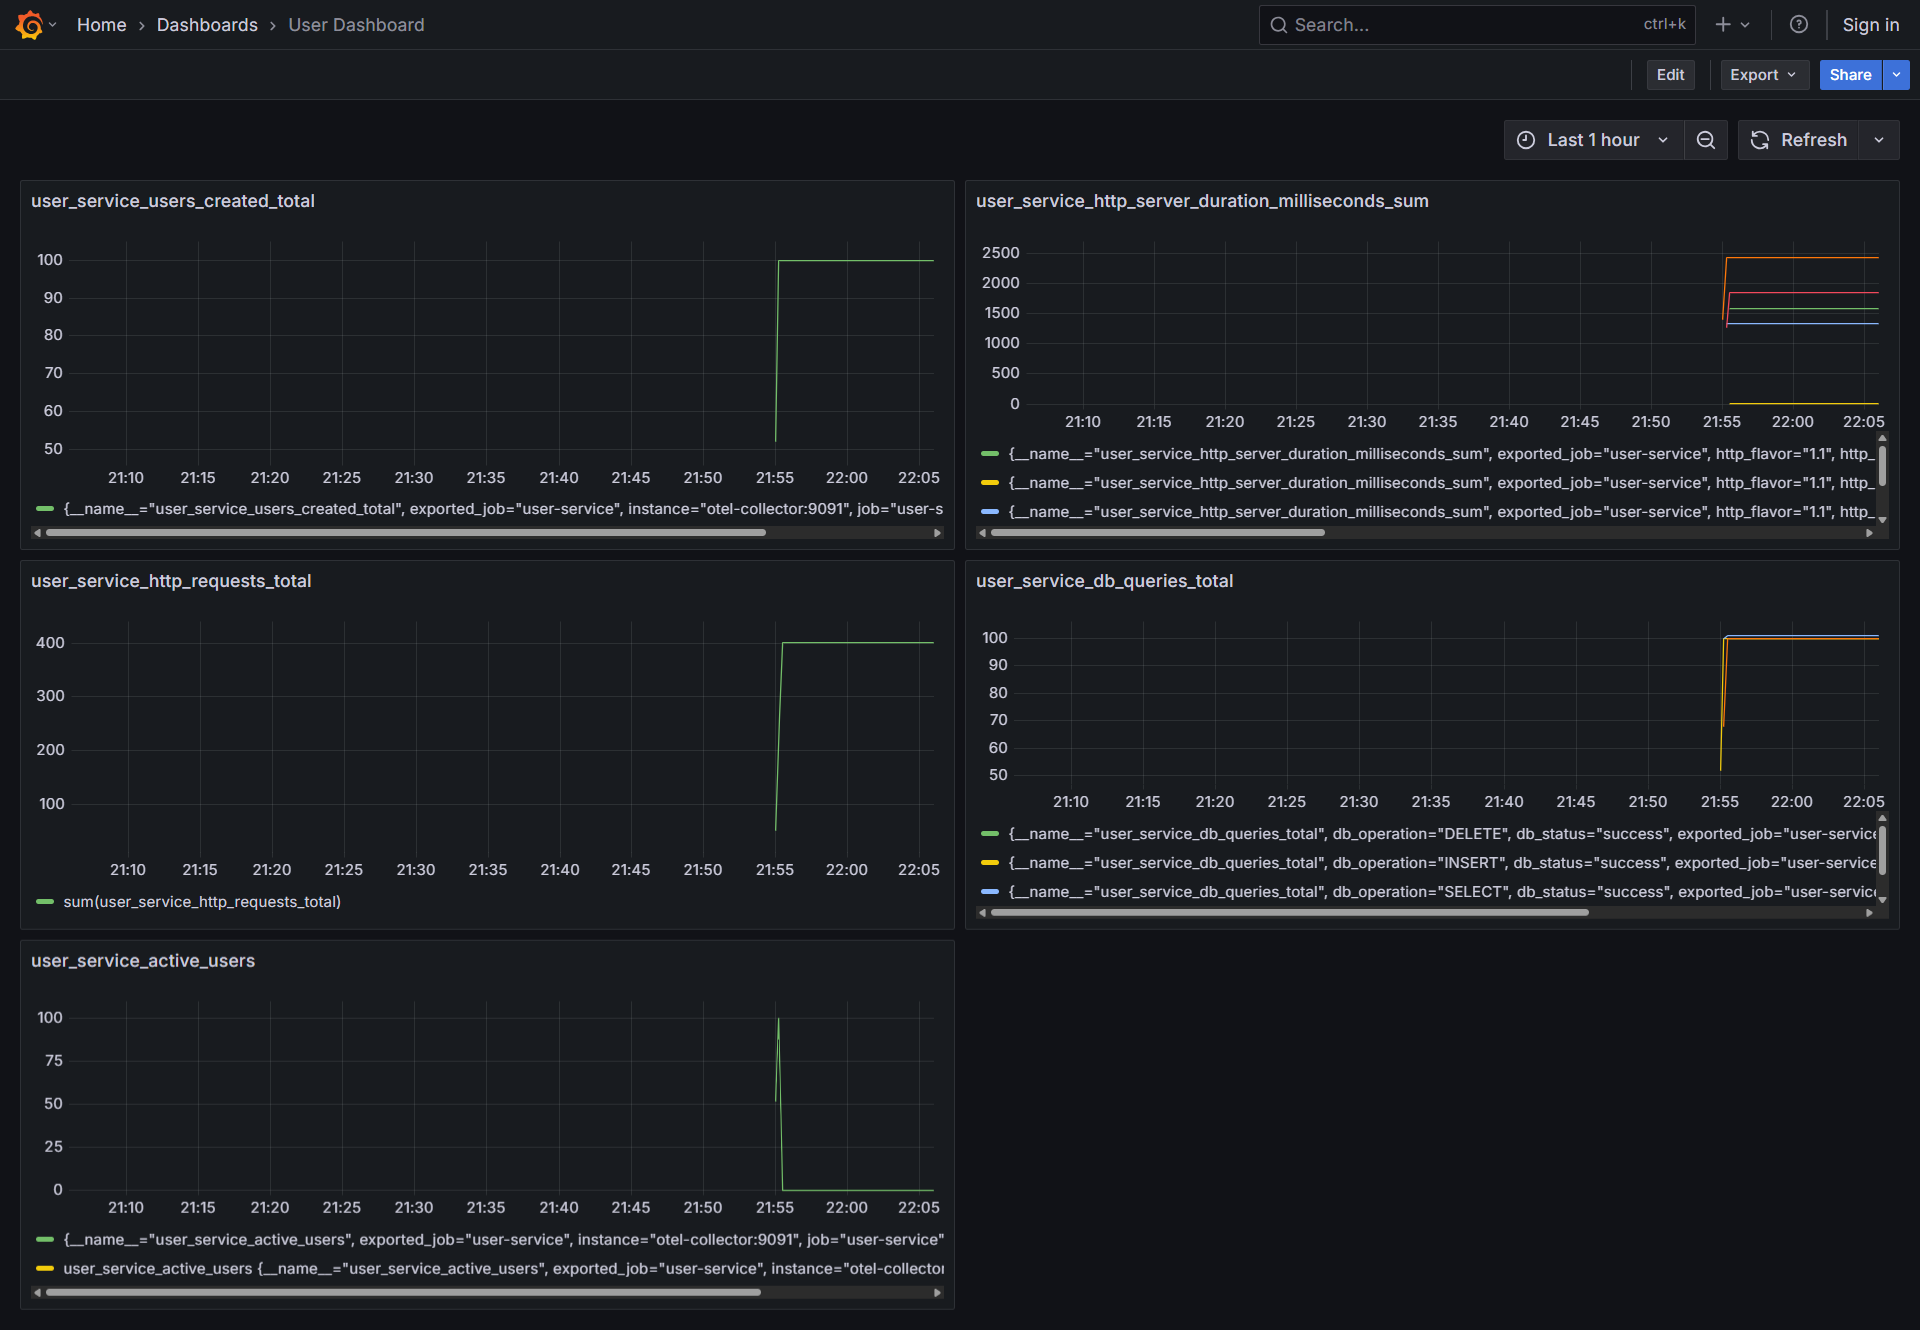 Home › Dashboards › User Dashboard
Search... ctrl+k
Sign in
Edit
Export
Share
Last 1 hour
Refresh
user_service_users_created_total
100
90
80
70
60
50
21:10 21:15 21:20 21:25 21:30 21:35 21:40 21:45 21:50 21:55 22:00 22:05
{__name__="user_service_users_created_total", exported_job="user-service", instance="otel-collector:9091", job="user-s
user_service_http_server_duration_milliseconds_sum
2500
2000
1500
1000
500
0
21:10 21:15 21:20 21:25 21:30 21:35 21:40 21:45 21:50 21:55 22:00 22:05
{__name__="user_service_http_server_duration_milliseconds_sum", exported_job="user-service", http_flavor="1.1", http_
{__name__="user_service_http_server_duration_milliseconds_sum", exported_job="user-service", http_flavor="1.1", http_
{__name__="user_service_http_server_duration_milliseconds_sum", exported_job="user-service", http_flavor="1.1", http_
user_service_http_requests_total
400
300
200
100
21:10 21:15 21:20 21:25 21:30 21:35 21:40 21:45 21:50 21:55 22:00 22:05
sum(user_service_http_requests_total)
user_service_db_queries_total
100
90
80
70
60
50
21:10 21:15 21:20 21:25 21:30 21:35 21:40 21:45 21:50 21:55 22:00 22:05
{__name__="user_service_db_queries_total", db_operation="DELETE", db_status="success", exported_job="user-service
{__name__="user_service_db_queries_total", db_operation="INSERT", db_status="success", exported_job="user-service
{__name__="user_service_db_queries_total", db_operation="SELECT", db_status="success", exported_job="user-service
user_service_active_users
100
75
50
25
0
21:10 21:15 21:20 21:25 21:30 21:35 21:40 21:45 21:50 21:55 22:00 22:05
{__name__="user_service_active_users", exported_job="user-service", instance="otel-collector:9091", job="user-service"
user_service_active_users {__name__="user_service_active_users", exported_job="user-service", instance="otel-collector